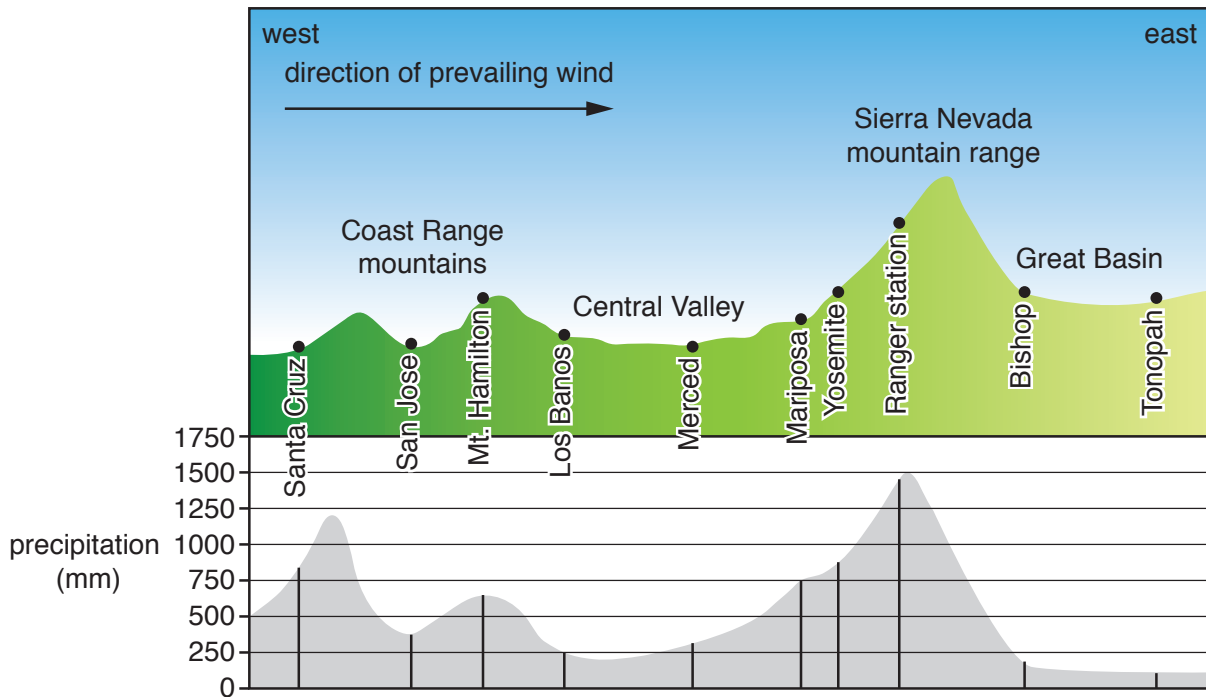 west
east
direction of prevailing wind
Sierra Nevada
mountain range
Coast Range
mountains
Great Basin
Central Valley
Santa Cruz
San Jose
Mt. Hamilton
Los Banos
Merced
Mariposa
Yosemite
Ranger station
Bishop
Tonopah
precipitation
(mm)
1750
1500
1250
1000
750
500
250
0